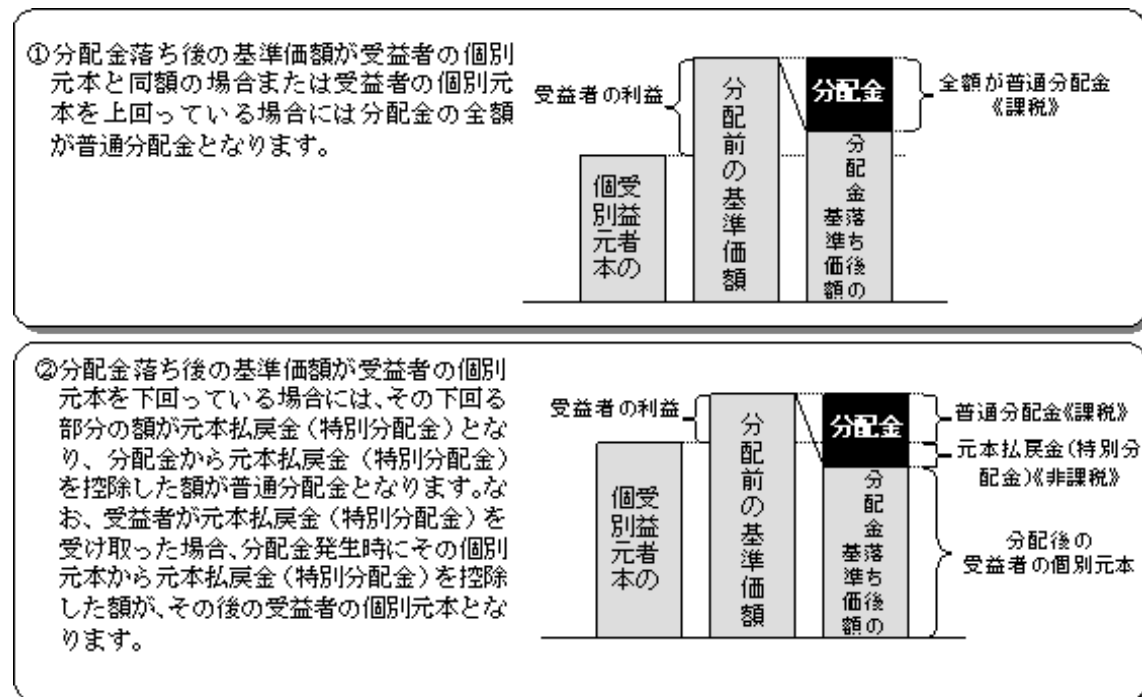 ①分配金落ち後の基準価額が受益者の個別
元本と同額の場合または受益者の個別元
本を上回っている場合には分配金の全額
が普通分配金となります。
受益者の利益
個別元本
受益者の
分配前の基準価額
分配金
基準価額
分配金落ち後の
全額が普通分配金
《課税》
②分配金落ち後の基準価額が受益者の個別
元本を下回っている場合には、その下回る
部分の額が元本払戻金（特別分配金）とな
り、分配金から元本払戻金（特別分配金）
を控除した額が普通分配金となります。な
お、受益者が元本払戻金（特別分配金）を
受け取った場合、分配金発生時にその個別
元本から元本払戻金（特別分配金）を控除
した額が、その後の受益者の個別元本とな
ります。
受益者の利益
個別元本
受益者の
分配前の基準価額
分配金
基準価額
分配金落ち後の
普通分配金《課税》
元本払戻金(特別分
配金)《非課税》
分配後の
受益者の個別元本